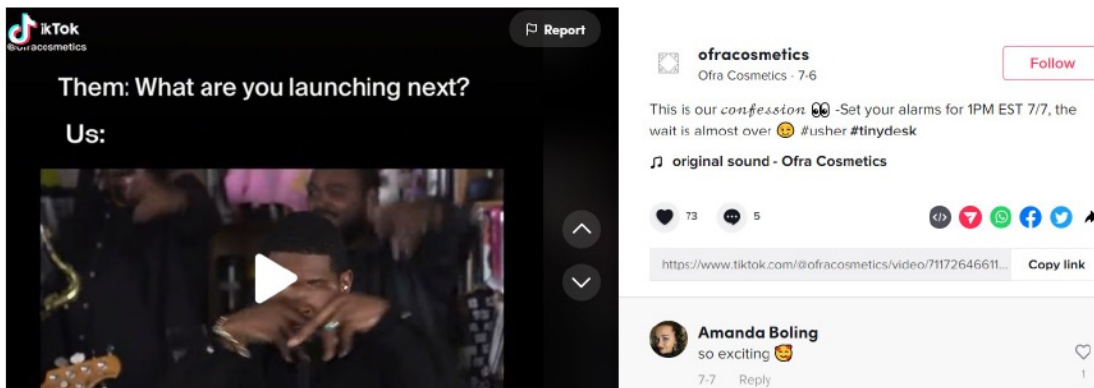 ikTok
@ofracosmetics
Report
Them: What are you launching next?
Us:
ofracosmetics
Ofra Cosmetics · 7-6
Follow
This is our 𝓬𝓸𝓷𝓯𝓮𝓼𝓼𝓲𝓸𝓷 👀 -Set your alarms for 1PM EST 7/7, the
wait is almost over 😉 #usher #tinydesk
original sound - Ofra Cosmetics
73
5
https://www.tiktok.com/@ofracosmetics/video/71172646611...
Copy link
Amanda Boling
so exciting 🥰
7-7 Reply
1